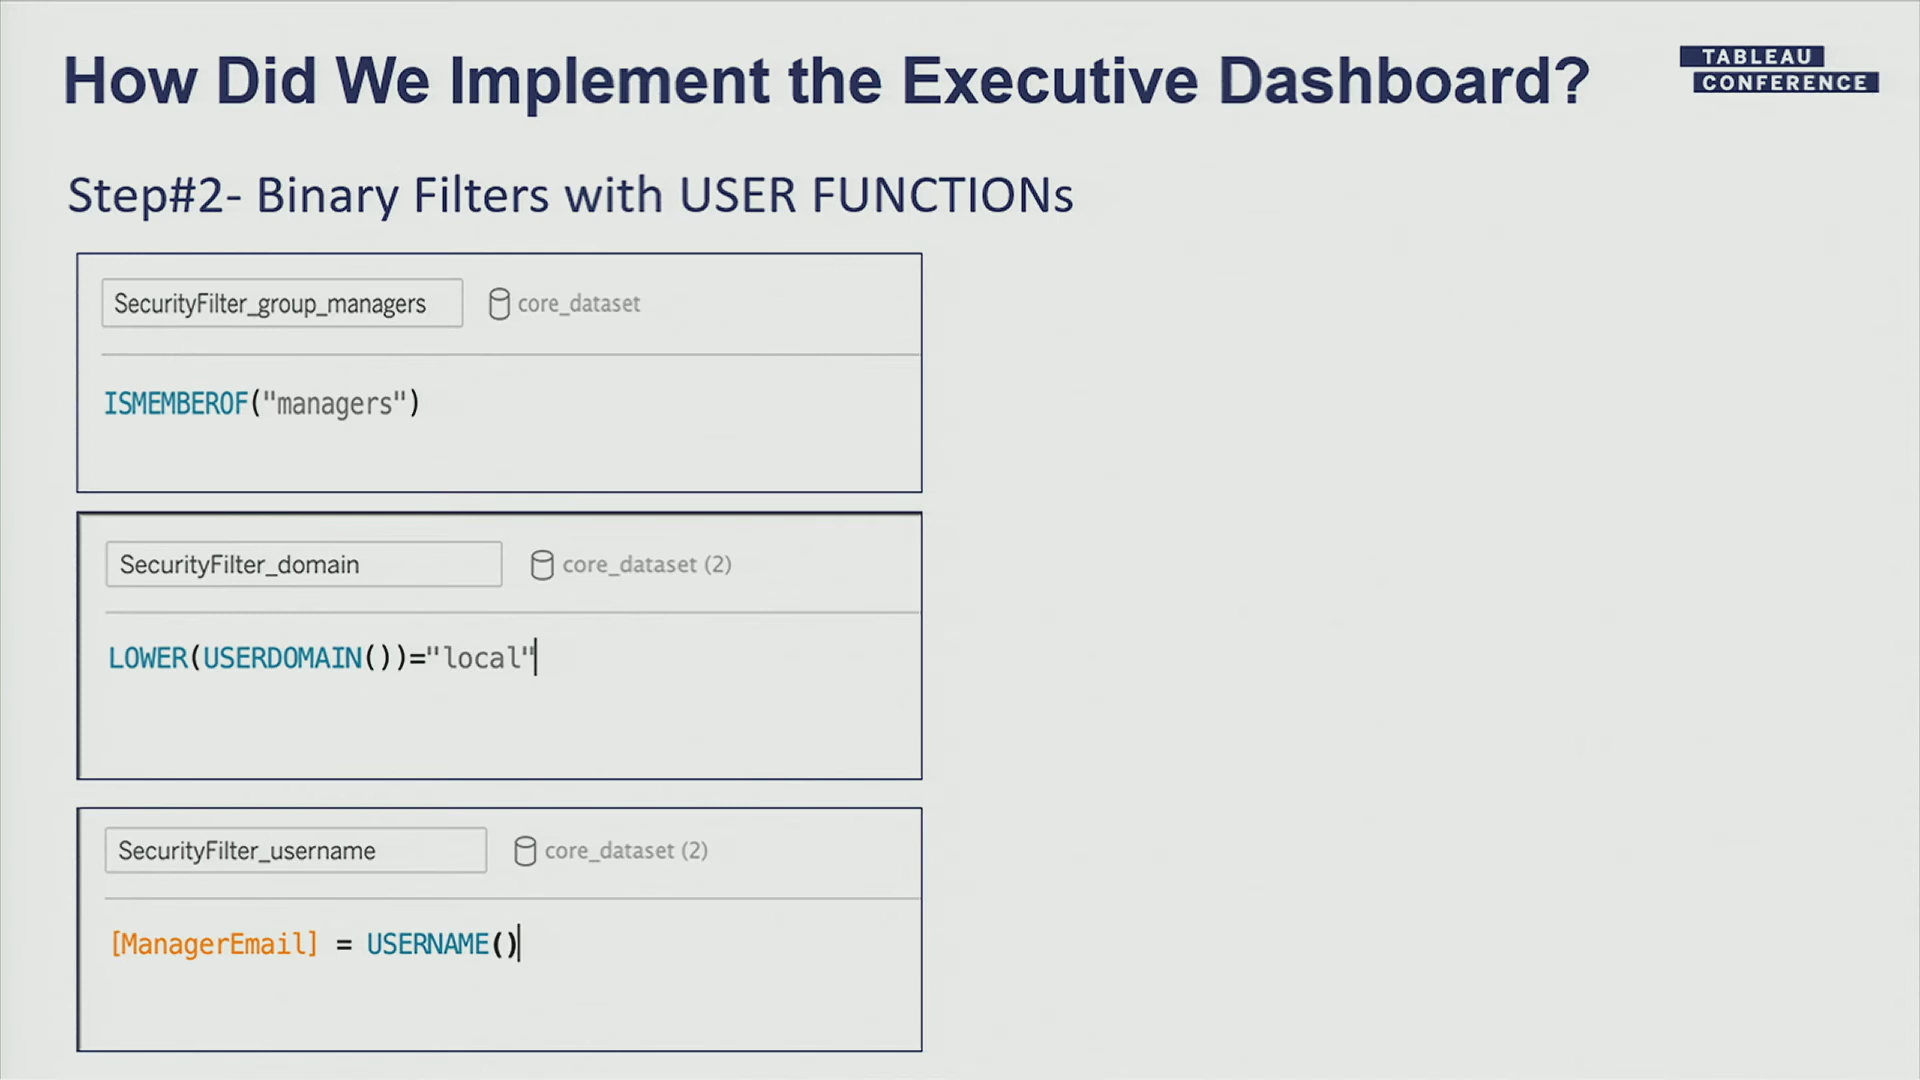 How Did We Implement the Executive Dashboard?
TABLEAU
CONFERENCE
Step#2- Binary Filters with USER FUNCTIONs
SecurityFilter_group_managers
core_dataset
ISMEMBEROF("managers")
SecurityFilter_domain
core_dataset (2)
LOWER(USERDOMAIN())="local"
SecurityFilter_username
core_dataset (2)
[ManagerEmail] = USERNAME()